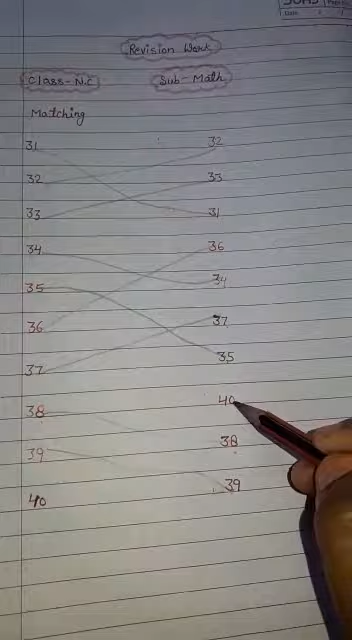 Date / /
Revision Work
Class-N.C Sub-Math
Matching
31 32
32 33
33 31
34 36
35 34
36 37
37 35
38 40
39 38
40 39